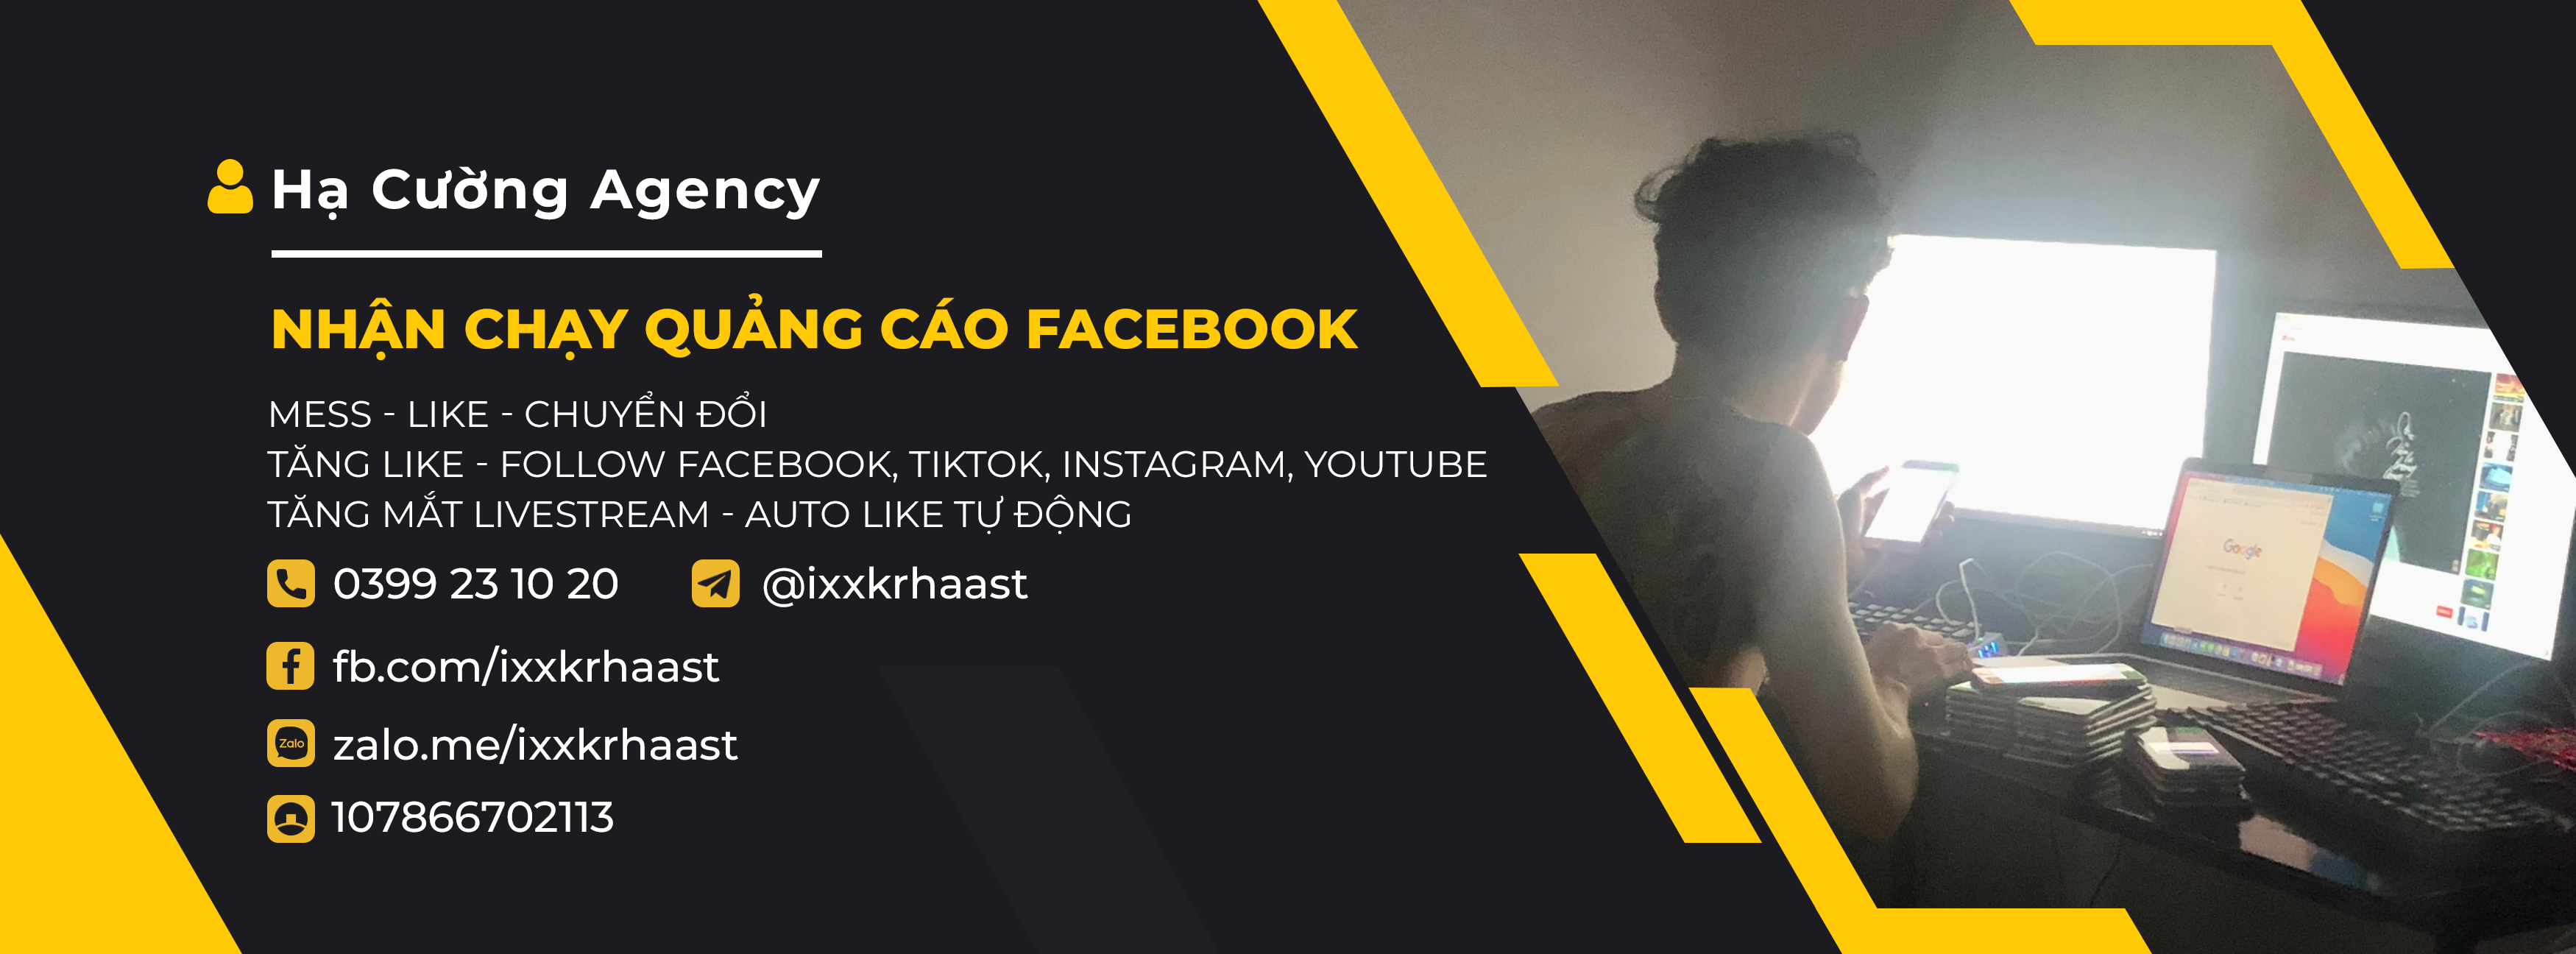 Hạ Cường Agency
NHẬN CHẠY QUẢNG CÁO FACEBOOK
MESS - LIKE - CHUYỂN ĐỔI
TĂNG LIKE - FOLLOW FACEBOOK, TIKTOK, INSTAGRAM, YOUTUBE
TĂNG MẮT LIVESTREAM - AUTO LIKE TỰ ĐỘNG
0399 23 10 20 @ixxkrhaast
fb.com/ixxkrhaast
Zalo zalo.me/ixxkrhaast
107866702113
Google